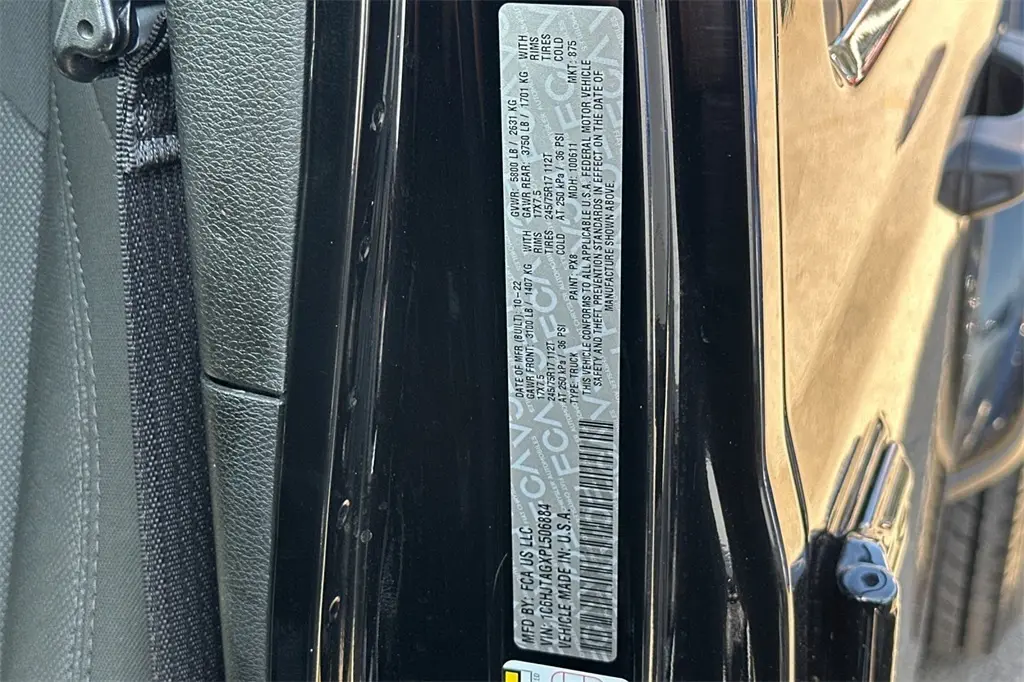 MFD BY: FCA US LLC
DATE OF MFR (BUILT): 10-22
GVWR: 5800 LB / 2631 KG
GAWR FRONT: 3100 LB / 1407 KG WITH
GAWR REAR: 3750 LB / 1701 KG WITH
17X7.5 RIMS
17X7.5 RIMS
245/75R17 112T TIRES
245/75R17 112T TIRES
AT 250 kPa / 36 PSI COLD
AT 250 kPa / 36 PSI COLD
VIN: 1C6HJTAGXPL506884
TYPE: TRUCK PAINT: PX8 MDH: 100611 MKT: 875
VEHICLE MADE IN: U.S.A.
THIS VEHICLE CONFORMS TO ALL APPLICABLE U.S.A. FEDERAL MOTOR VEHICLE
SAFETY AND THEFT PREVENTION STANDARDS IN EFFECT ON THE DATE OF
MANUFACTURE SHOWN ABOVE.